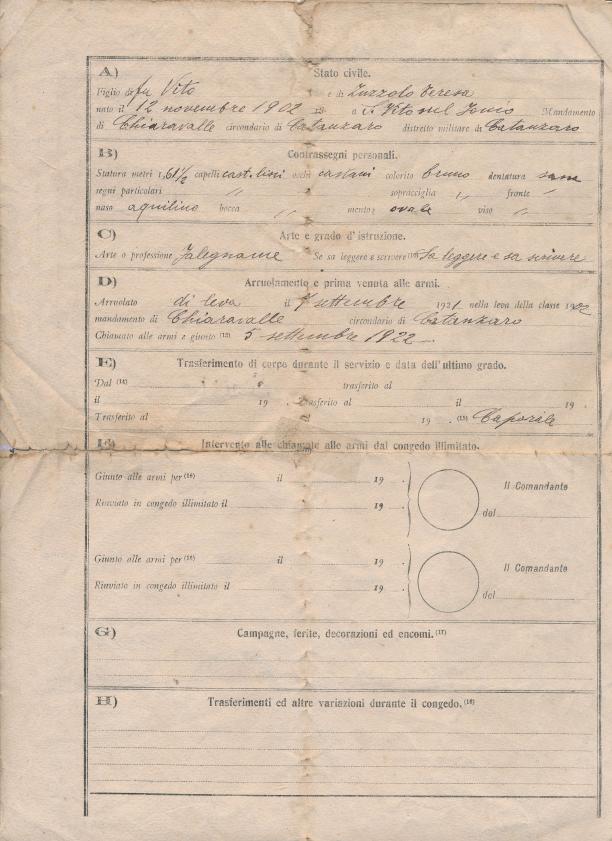 A) Stato civile.
Figlio di fu Vito e di Zuzzolo Teresa
nato il 12 novembre 1902 19 a S. Vito sul Jonio Mandamento
di Chiaravalle circondario di Catanzaro distretto militare di Catanzaro
B) Contrassegni personali.
Statura metri 1,61½ capelli casti lisci occhi castani colorito bruno dentatura sana
segni particolari " sopracciglia " fronte "
naso aquilino bocca " mento ovale viso "
C) Arte e grado d'istruzione.
Arte o professione Falegname Se sa leggere e scrivere Sa leggere e sa scrivere
D) Arruolamento e prima venuta alle armi.
Arruolato di leva il 7 settembre 1921 nella leva della classe 1902
mandamento di Chiaravalle circondario di Catanzaro
Chiamato alle armi e giunto (12) 5 settembre 1922
E) Trasferimento di corpo durante il servizio e data dell'ultimo grado.
Dal (14) trasferito al
il 19 . trasferito al il 19 .
Trasferito al 19 . (15) Caporale
F) Intervento alle chiamate alle armi dal congedo illimitato.
Giunto alle armi per (16) il 19 . Il Comandante
Rinviato in congedo illimitato il 19 . del
Giunto alle armi per (16) il 19 . Il Comandante
Rinviato in congedo illimitato il 19 . del
G) Campagne, ferite, decorazioni ed encomi. (17)
H) Trasferimenti ed altre variazioni durante il congedo. (18)